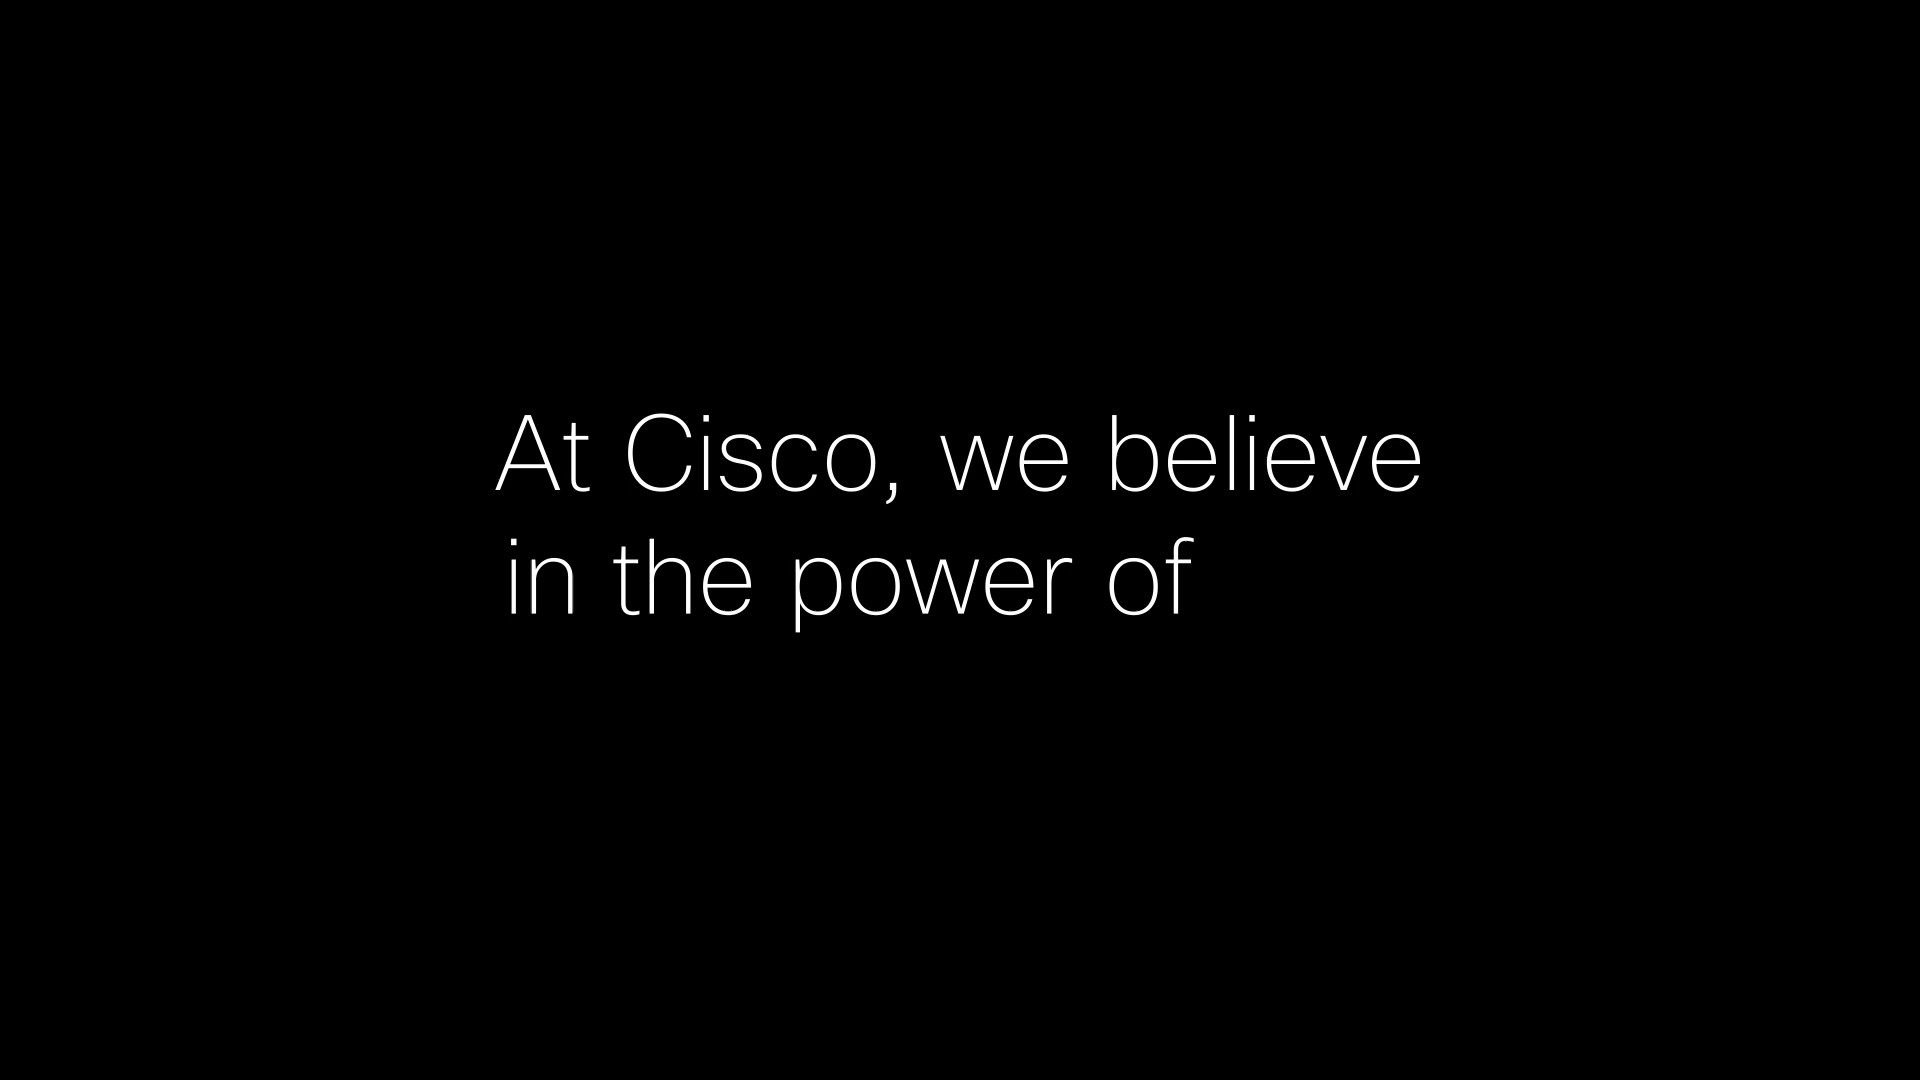 At Cisco, we believe
in the power of